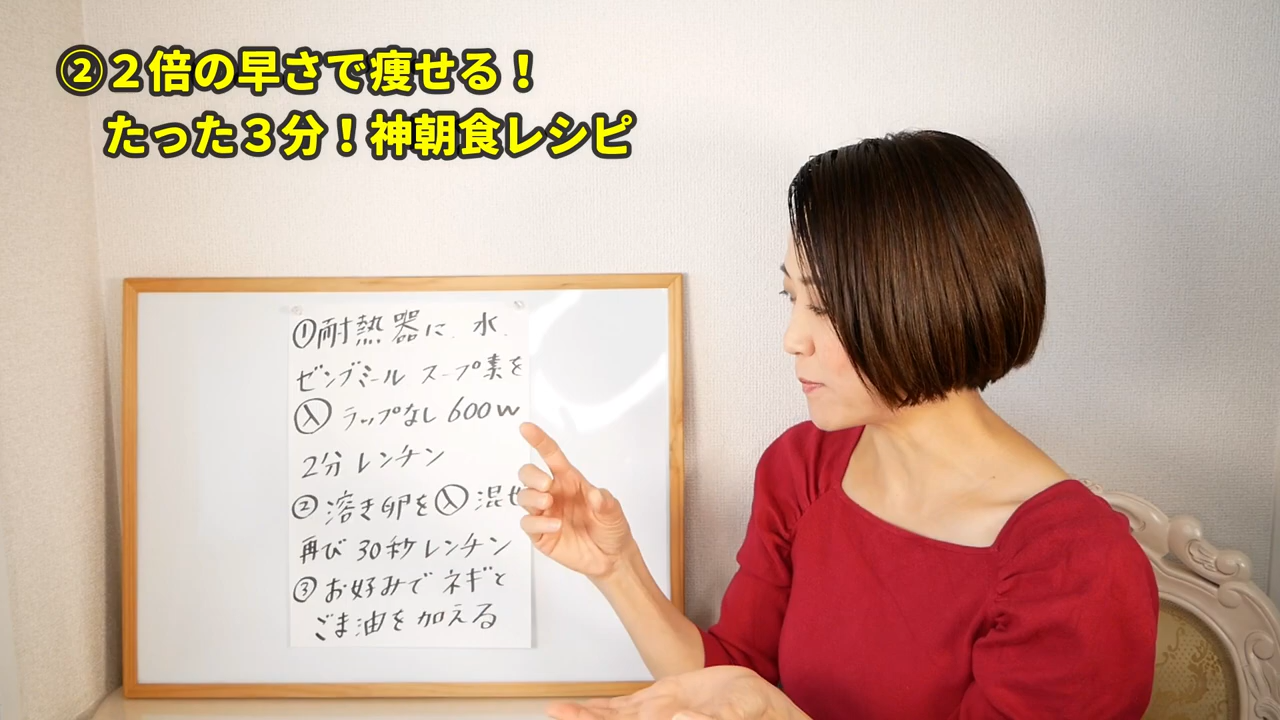 ②２倍の早さで痩せる！
たった３分！神朝食レシピ
①耐熱器に、水、
ゼンブミール スープ素を
入 ラップなし 600w
2分レンチン
②溶き卵を入混ぜ
再び30秒レンチン
③お好みでネギと
ごま油を加える